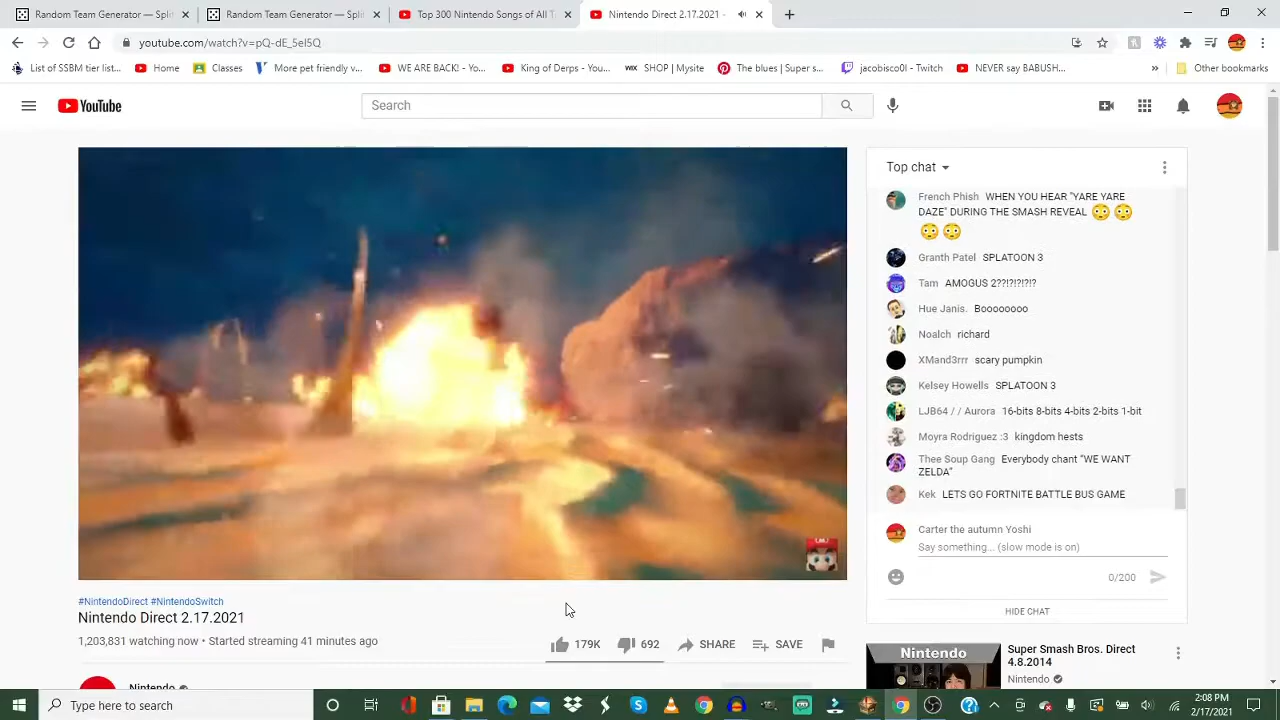 Random Team Generator — Spli
Random Team Generator — Spli
Top 300 Nintendo Songs of All T
Nintendo Direct 2.17.2021 -
youtube.com/watch?v=pQ-dE_5eI5Q
List of SSBM tier list...
Home
Classes
More pet friendly v...
WE ARE BACK! - Yo...
King of Derps - You...
WIX
SHOP | Mysite
The blues | Super s...
jacobisco0l - Twitch
NEVER say BABUSH...
»
Other bookmarks
YouTube
Search
Top chat
French Phish WHEN YOU HEAR "YARE YARE
DAZE" DURING THE SMASH REVEAL
Granth Patel SPLATOON 3
Tam AMOGUS 2??!?!?!?!?
Hue Janis. Boooooooo
Noalch richard
XMand3rrr scary pumpkin
Kelsey Howells SPLATOON 3
LJB64 / / Aurora 16-bits 8-bits 4-bits 2-bits 1-bit
Moyra Rodriguez :3 kingdom hests
Thee Soup Gang Everybody chant “WE WANT
ZELDA”
Kek LETS GO FORTNITE BATTLE BUS GAME
Carter the autumn Yoshi
Say something... (slow mode is on)
0/200
HIDE CHAT
#NintendoDirect #NintendoSwitch
Nintendo Direct 2.17.2021
1,203,831 watching now • Started streaming 41 minutes ago
179K
692
SHARE
SAVE
Nintendo
Nintendo
Super Smash Bros. Direct
4.8.2014
Nintendo
Type here to search
2:08 PM
2/17/2021